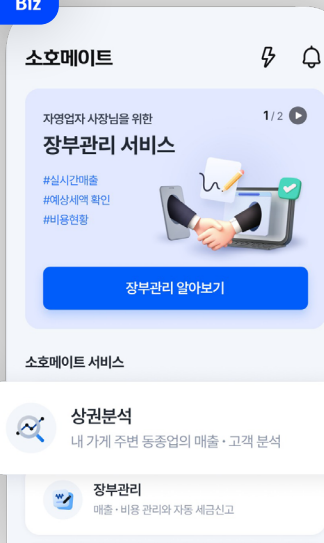 Biz
소호메이트
자영업자 사장님을 위한
1 / 2
장부관리 서비스
#실시간매출
#예상세액 확인
#비용현황
장부관리 알아보기
소호메이트 서비스
상권분석
내 가게 주변 동종업의 매출 • 고객 분석
장부관리
매출 • 비용 관리와 자동 세금신고